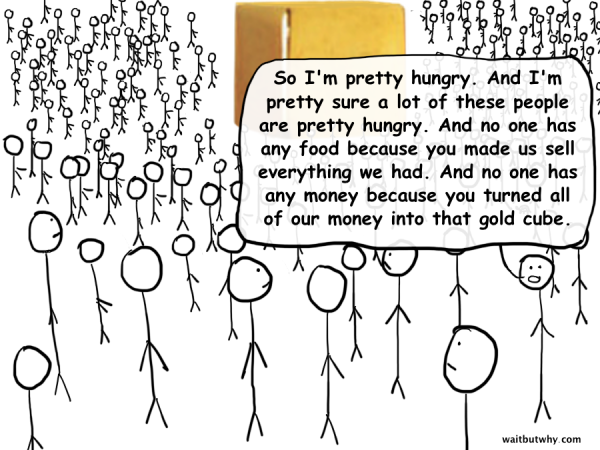 So I'm pretty hungry. And I'm
pretty sure a lot of these people
are pretty hungry. And no one has
any food because you made us sell
everything we had. And no one has
any money because you turned all
of our money into that gold cube.
waitbutwhy.com